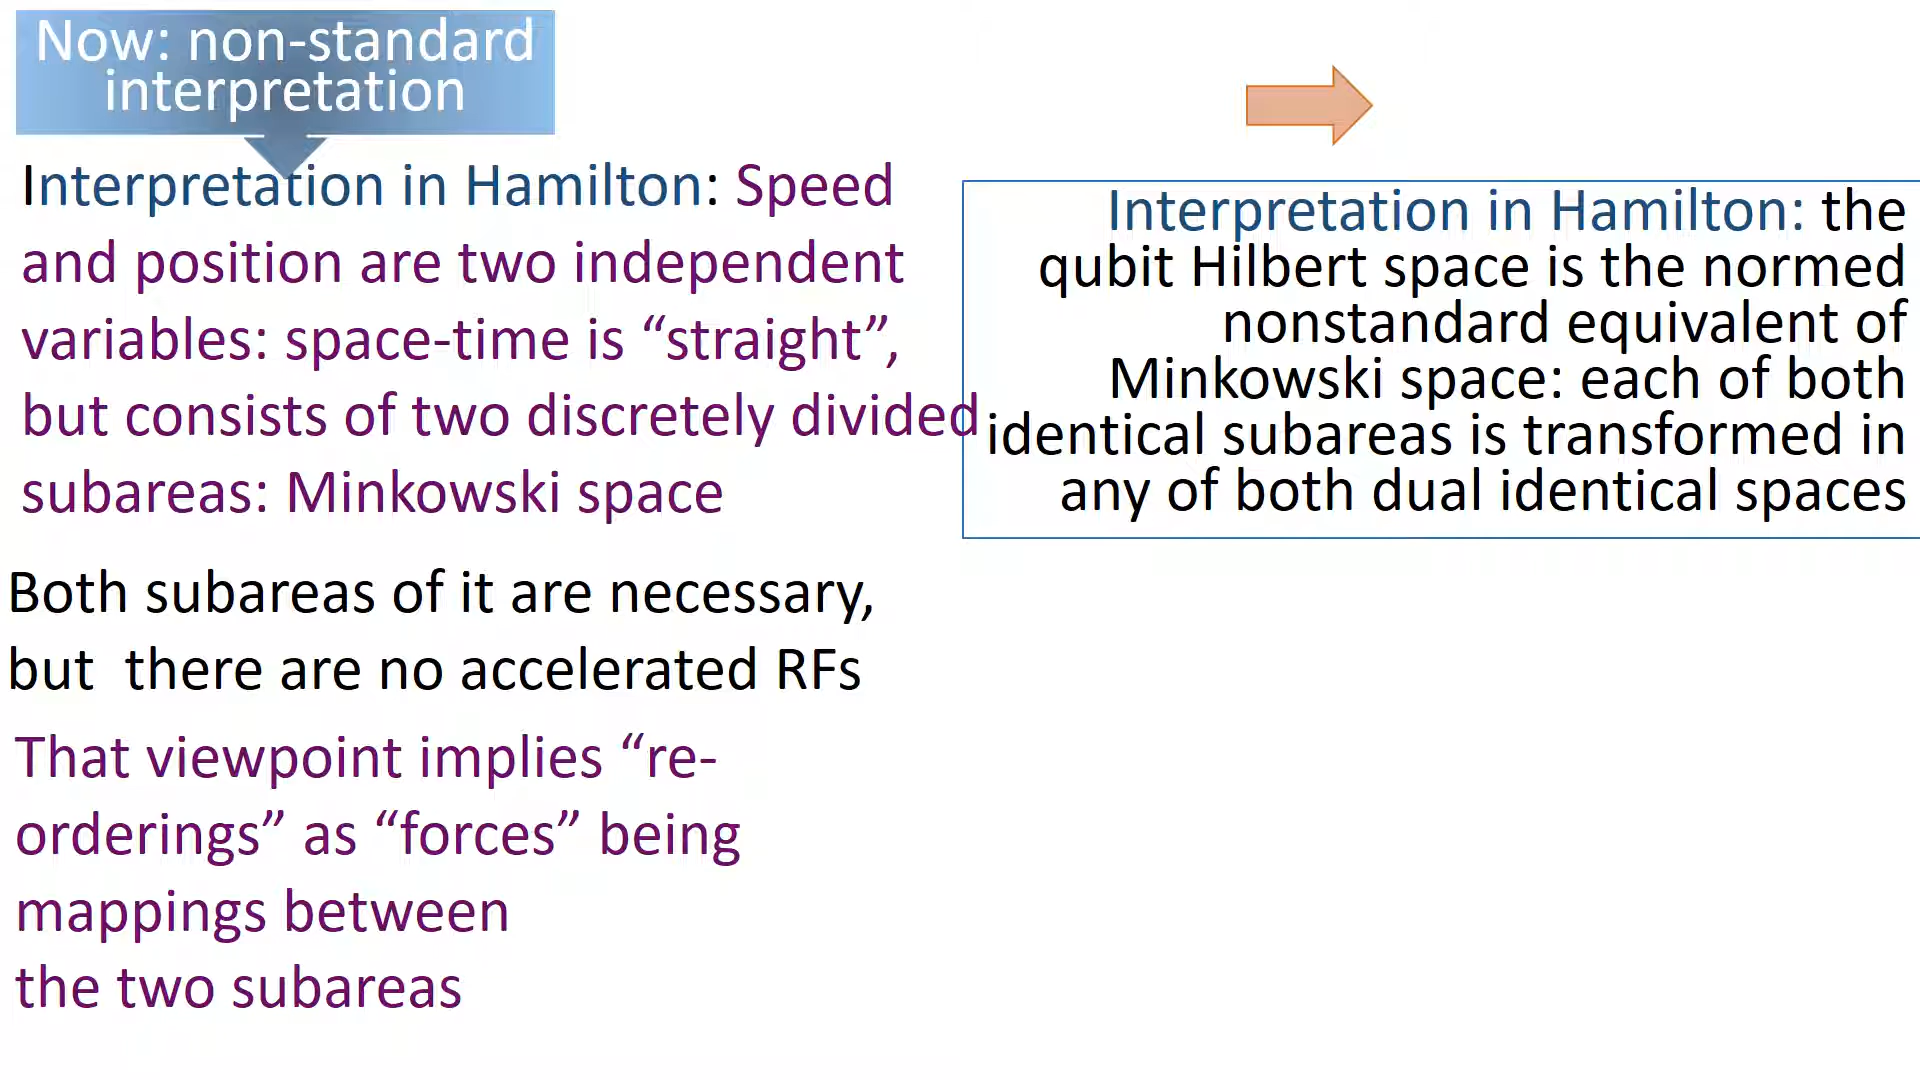 Now: non-standard
interpretation
Interpretation in Hamilton: Speed
and position are two independent
variables: space-time is “straight”,
but consists of two discretely divided
subareas: Minkowski space
Both subareas of it are necessary,
but  there are no accelerated RFs
That viewpoint implies “re-
orderings” as “forces” being
mappings between
the two subareas
Interpretation in Hamilton: the
qubit Hilbert space is the normed
nonstandard equivalent of
Minkowski space: each of both
identical subareas is transformed in
any of both dual identical spaces